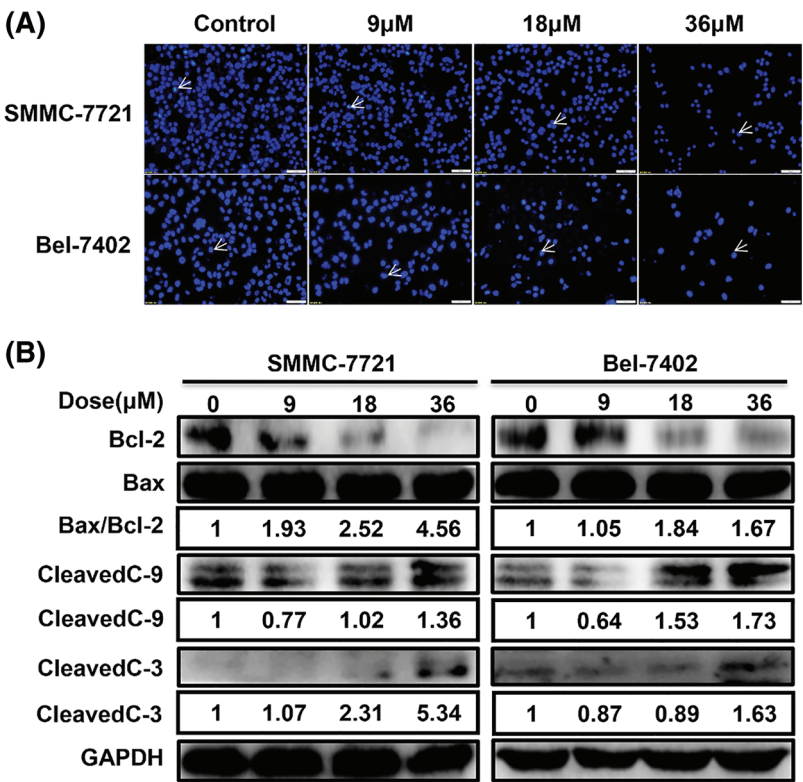 (A)
Control 9μM 18μM 36μM
SMMC-7721
Bel-7402
(B)
SMMC-7721 Bel-7402
Dose(μM) 0 9 18 36 0 9 18 36
Bcl-2
Bax
Bax/Bcl-2 1 1.93 2.52 4.56 1 1.05 1.84 1.67
CleavedC-9
CleavedC-9 1 0.77 1.02 1.36 1 0.64 1.53 1.73
CleavedC-3
CleavedC-3 1 1.07 2.31 5.34 1 0.87 0.89 1.63
GAPDH